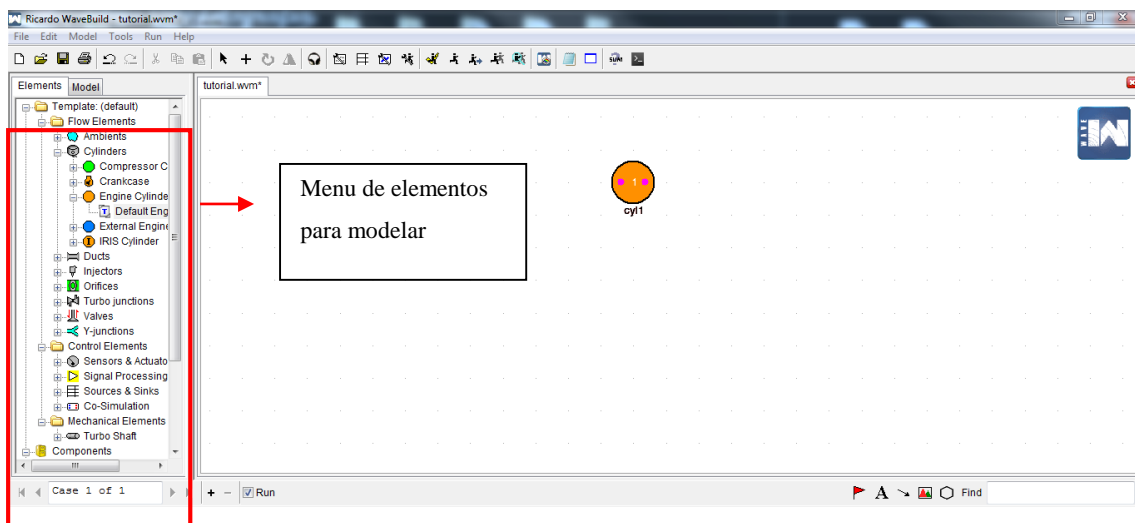 Ricardo WaveBuild - tutorial.wvm*
File Edit Model Tools Run Help
Elements Model
tutorial.wvm*
Template: (default)
Flow Elements
Ambients
Cylinders
Compressor C
Crankcase
Engine Cylinde
Default Eng
External Engine
IRIS Cylinder
Ducts
Injectors
Orifices
Turbo junctions
Valves
Y-junctions
Control Elements
Sensors & Actuato
Signal Processing
Sources & Sinks
Co-Simulation
Mechanical Elements
Turbo Shaft
Components
Menu de elementos
para modelar
1
cyl1
WAVE
Case 1 of 1
Run
A
Find